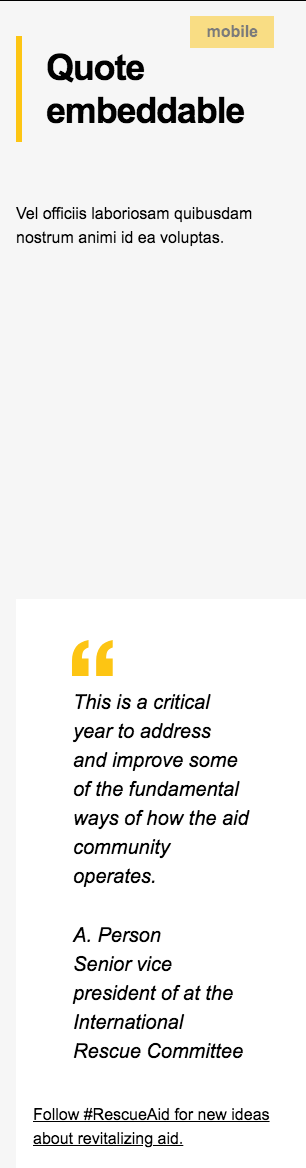 mobile
Quote
embeddable
Vel officiis laboriosam quibusdam
nostrum animi id ea voluptas.
“
This is a critical
year to address
and improve some
of the fundamental
ways of how the aid
community
operates.
A. Person
Senior vice
president of at the
International
Rescue Committee
Follow #RescueAid for new ideas
about revitalizing aid.